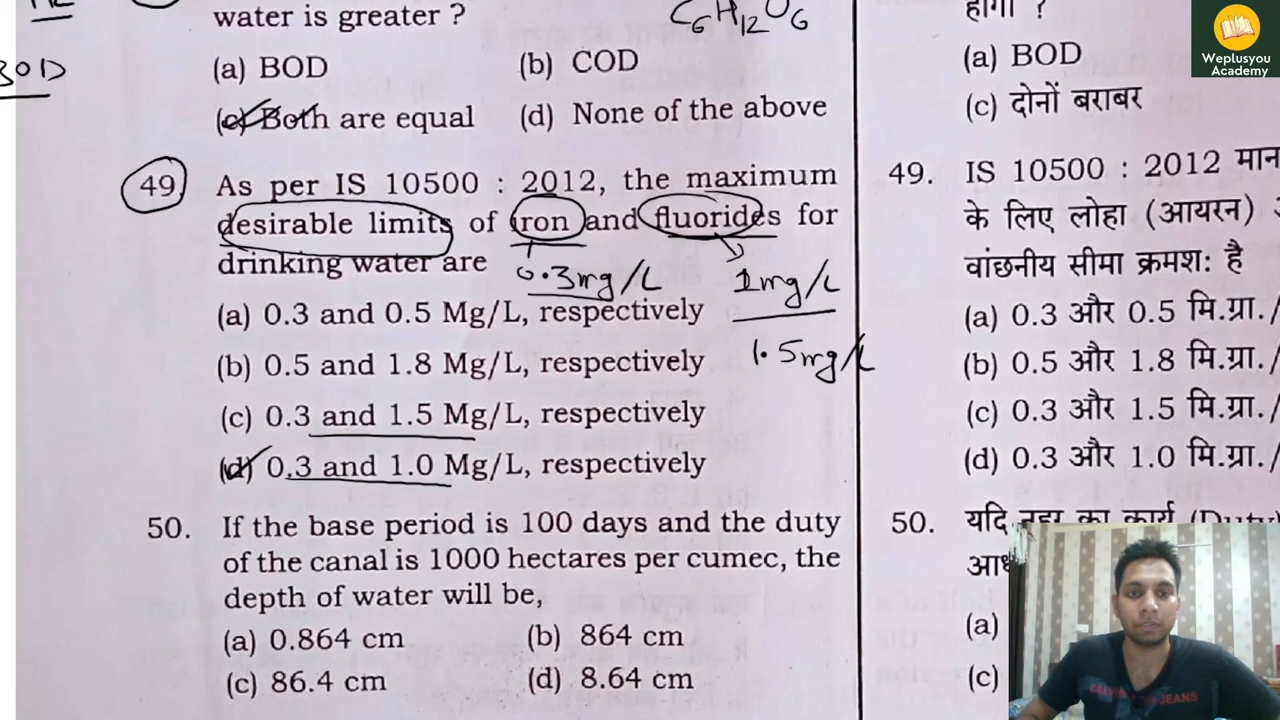 water is greater ?
C6H12O6
BOD
(a) BOD
(b) COD
(c) Both are equal
(d) None of the above
49. As per IS 10500 : 2012, the maximum
desirable limits of iron and fluorides for
drinking water are
0.3mg/L
1mg/L
(a) 0.3 and 0.5 Mg/L, respectively
1.5mg/L
(b) 0.5 and 1.8 Mg/L, respectively
(c) 0.3 and 1.5 Mg/L, respectively
(d) 0.3 and 1.0 Mg/L, respectively
50. If the base period is 100 days and the duty
of the canal is 1000 hectares per cumec, the
depth of water will be,
(a) 0.864 cm
(b) 864 cm
(c) 86.4 cm
(d) 8.64 cm
होगा ?
(a) BOD
(c) दोनों बराबर
49. IS 10500 : 2012
के लिए लोहा (आयरन)
वांछनीय सीमा क्रमश: है
(a) 0.3 और 0.5 मि.ग्रा./
(b) 0.5 और 1.8 मि.ग्रा./
(c) 0.3 और 1.5 मि.ग्रा./
(d) 0.3 और 1.0 मि.ग्रा./
50. यदि नहर का कार्य (Duty)
(a)
(c)
Weplusyou
Academy
CALVIN KLEIN JEANS